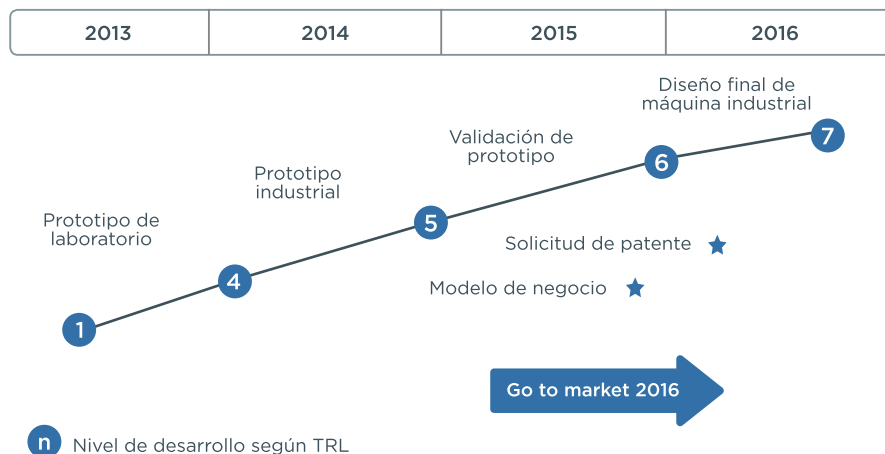 2013
2014
2015
2016
Diseño final de
máquina industrial
7
Validación de
prototipo
6
Prototipo
industrial
5
Prototipo de
laboratorio
4
1
Solicitud de patente
Modelo de negocio
Go to market 2016
n Nivel de desarrollo según TRL